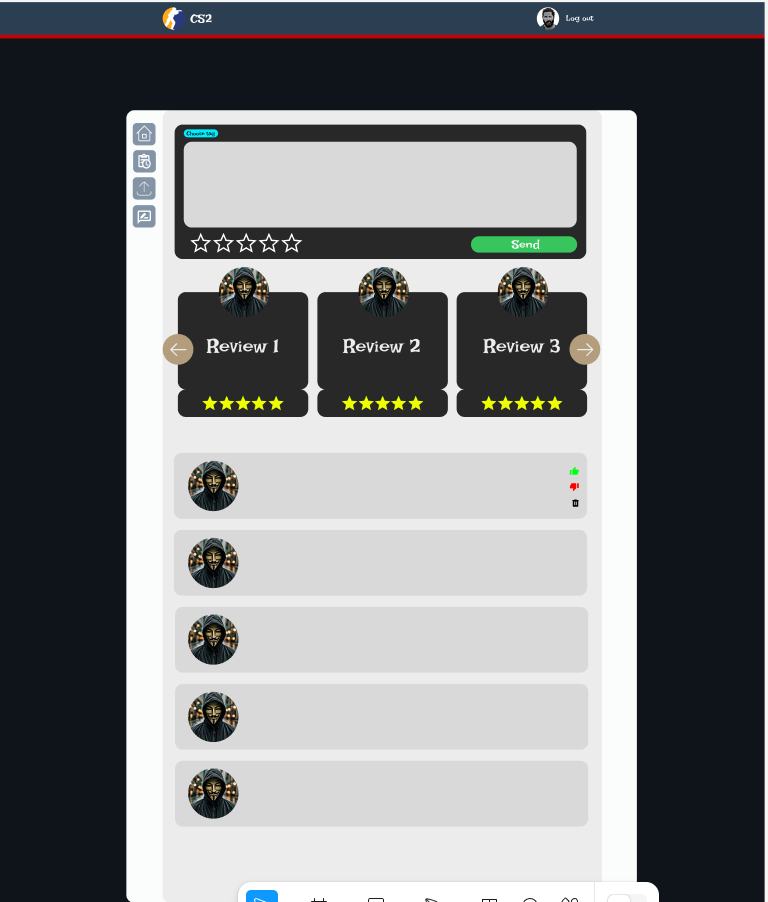 CS2
Log out
Choose tag
Send
Review 1
Review 2
Review 3